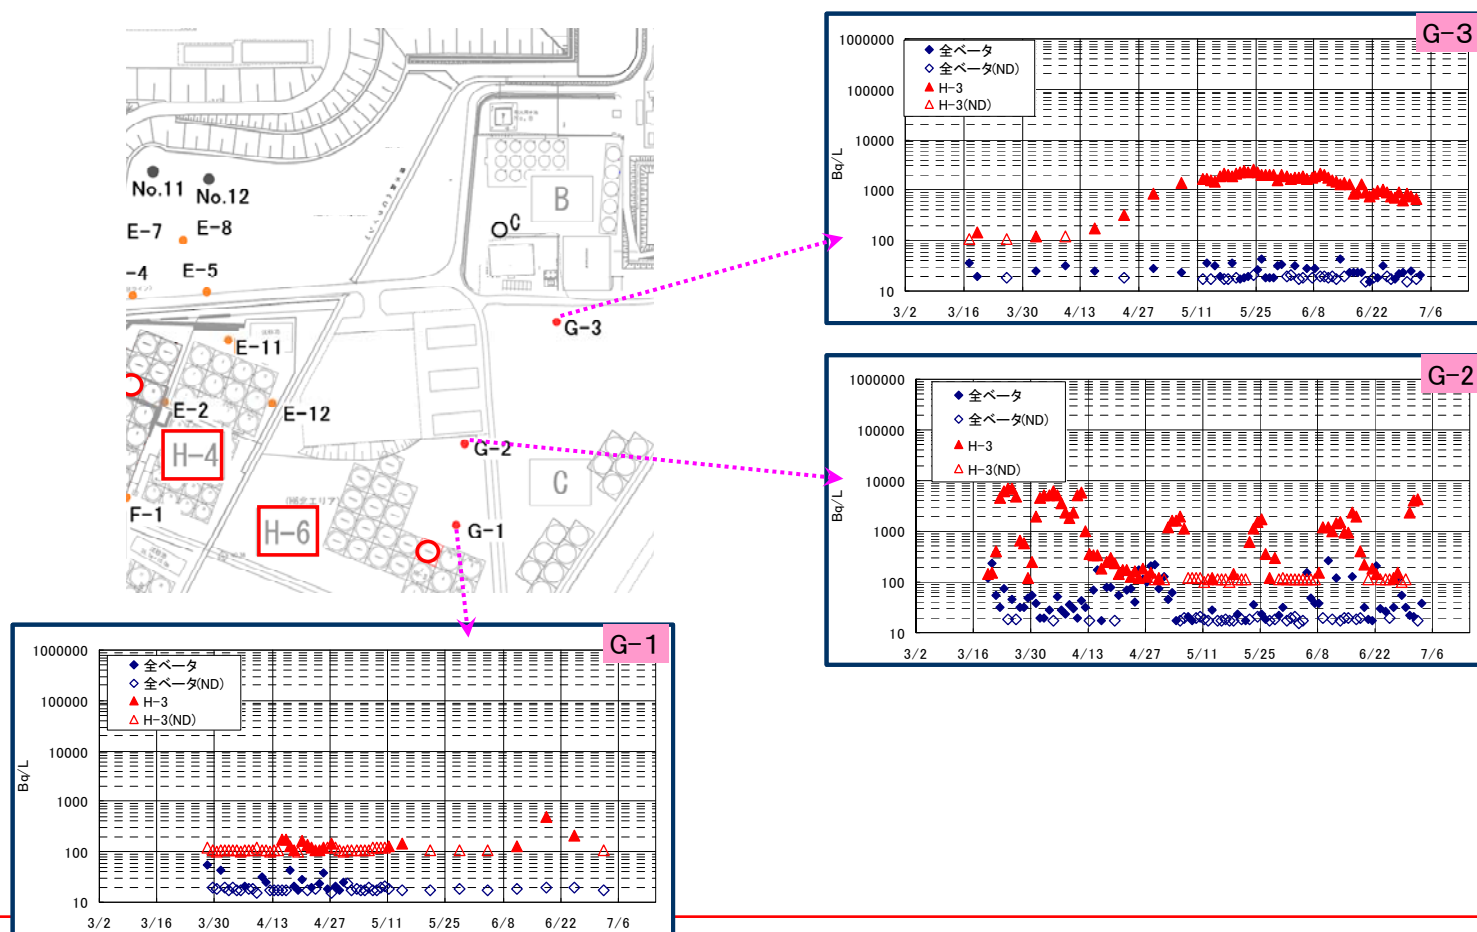 G-3
1000000
100000
10000
1000
100
10
Bq/L
全ベータ
全ベータ(ND)
H-3
H-3(ND)
3/2 3/16 3/30 4/13 4/27 5/11 5/25 6/8 6/22 7/6
No.11
No.12
B
C
E-7
E-8
-4
E-5
G-3
E-11
E-2
E-12
H-4
G-2
C
F-1
H-6
G-1
G-2
1000000
100000
10000
1000
100
10
Bq/L
全ベータ
全ベータ(ND)
H-3
H-3(ND)
3/2 3/16 3/30 4/13 4/27 5/11 5/25 6/8 6/22 7/6
G-1
1000000
100000
10000
1000
100
10
Bq/L
全ベータ
全ベータ(ND)
H-3
H-3(ND)
3/2 3/16 3/30 4/13 4/27 5/11 5/25 6/8 6/22 7/6